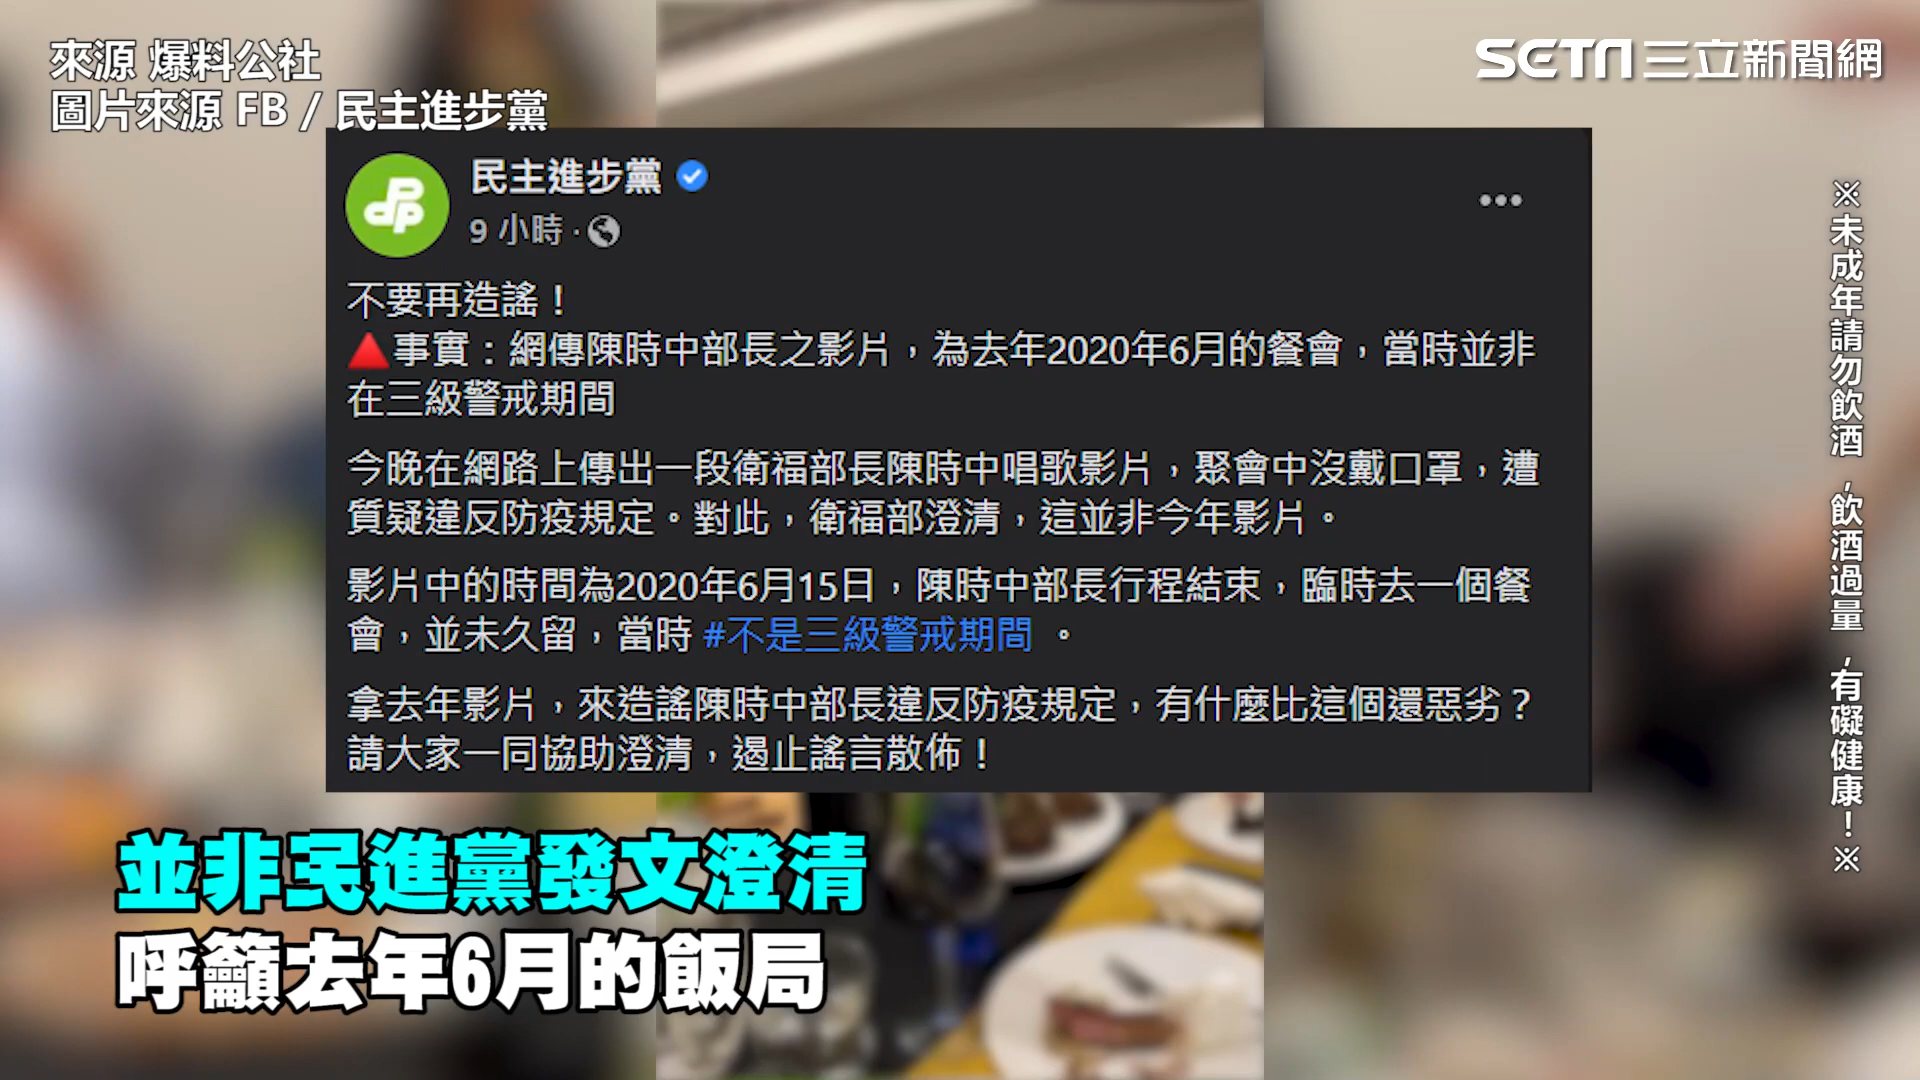 來源 爆料公社
圖片來源 FB / 民主進步黨
SETN三立新聞網
民主進步黨
9 小時 ·
不要再造謠！
🔺事實：網傳陳時中部長之影片，為去年2020年6月的餐會，當時並非
在三級警戒期間
今晚在網路上傳出一段衛福部長陳時中唱歌影片，聚會中沒戴口罩，遭
質疑違反防疫規定。對此，衛福部澄清，這並非今年影片。
影片中的時間為2020年6月15日，陳時中部長行程結束，臨時去一個餐
會，並未久留，當時 #不是三級警戒期間 。
拿去年影片，來造謠陳時中部長違反防疫規定，有什麼比這個還惡劣？
請大家一同協助澄清，遏止謠言散佈！
※未成年請勿飲酒，飲酒過量，有礙健康！※
並非民進黨發文澄清
呼籲去年6月的飯局